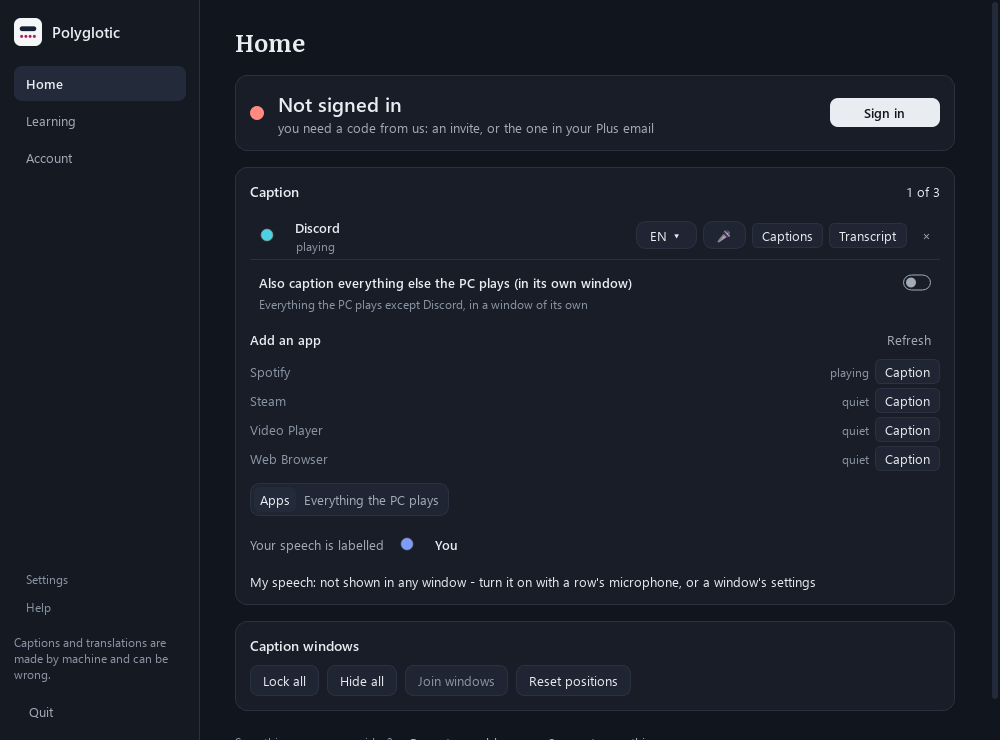 Polyglotic
Home
Learning
Account
Settings
Help
Captions and translations are
made by machine and can be
wrong.
Quit
Home
Not signed in
you need a code from us: an invite, or the one in your Plus email
Sign in
Caption
1 of 3
Discord
playing
EN
Captions
Transcript
×
Also caption everything else the PC plays (in its own window)
Everything the PC plays except Discord, in a window of its own
Add an app
Refresh
Spotify
playing
Caption
Steam
quiet
Caption
Video Player
quiet
Caption
Web Browser
quiet
Caption
Apps
Everything the PC plays
Your speech is labelled
You
My speech: not shown in any window - turn it on with a row's microphone, or a window's settings
Caption windows
Lock all
Hide all
Join windows
Reset positions